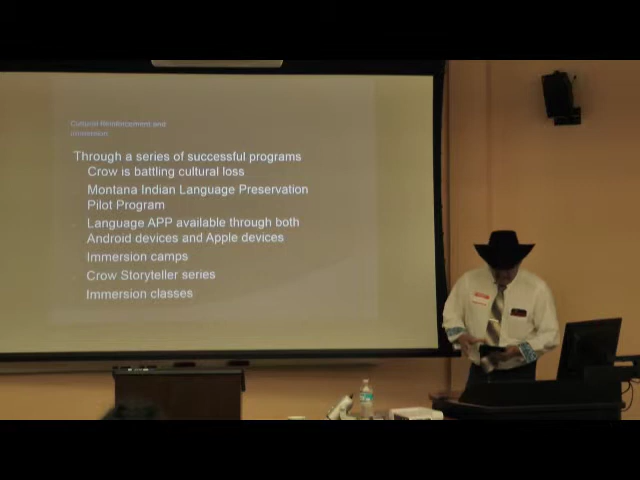 Cultural Reinforcement and
Immersion
Through a series of successful programs
Crow is battling cultural loss
Montana Indian Language Preservation
Pilot Program
Language APP available through both
Android devices and Apple devices
Immersion camps
Crow Storyteller series
Immersion classes